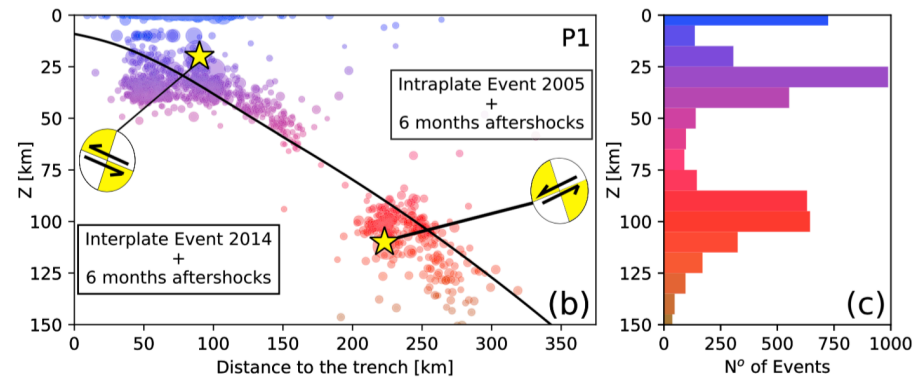 P1
Intraplate Event 2005
+
6 months aftershocks
Interplate Event 2014
+
6 months aftershocks
(b)
0
25
50
75
100
125
150
Z [km]
0
50
100
150
200
250
300
350
Distance to the trench [km]
(c)
0
25
50
75
100
125
150
Z [km]
0
250
500
750
1000
Nº of Events